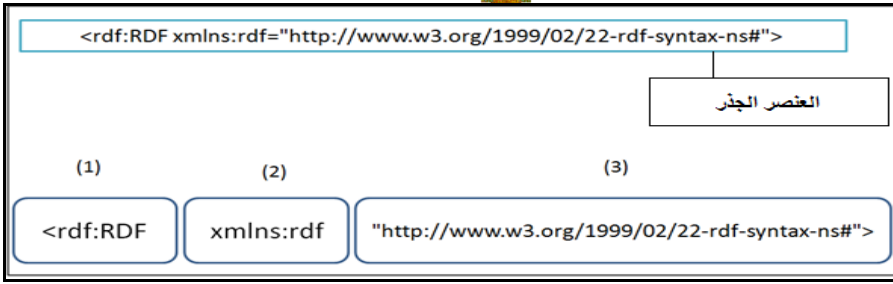 <rdf:RDF xmlns:rdf="http://www.w3.org/1999/02/22-rdf-syntax-ns#">
العنصر الجذر
(1) (2) (3)
<rdf:RDF xmlns:rdf "http://www.w3.org/1999/02/22-rdf-syntax-ns#">